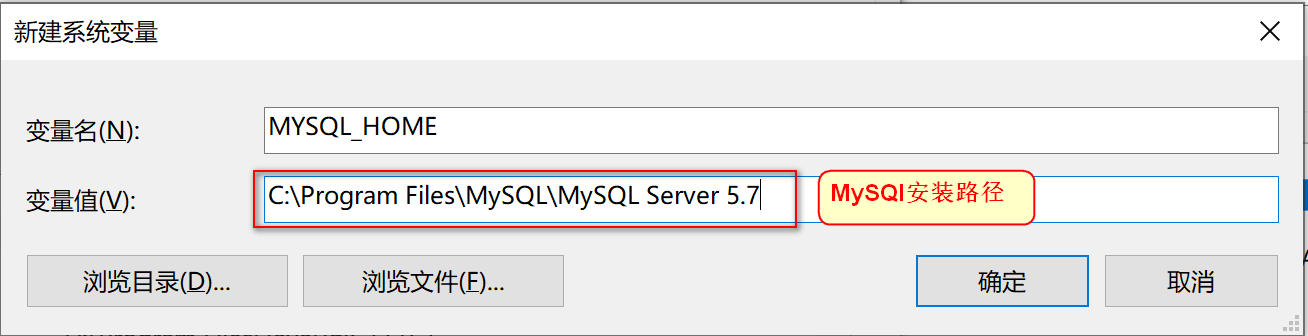 新建系统变量
变量名(N):
MYSQL_HOME
变量值(V):
C:\Program Files\MySQL\MySQL Server 5.7
MySQl安装路径
浏览目录(D)...
浏览文件(F)...
确定
取消